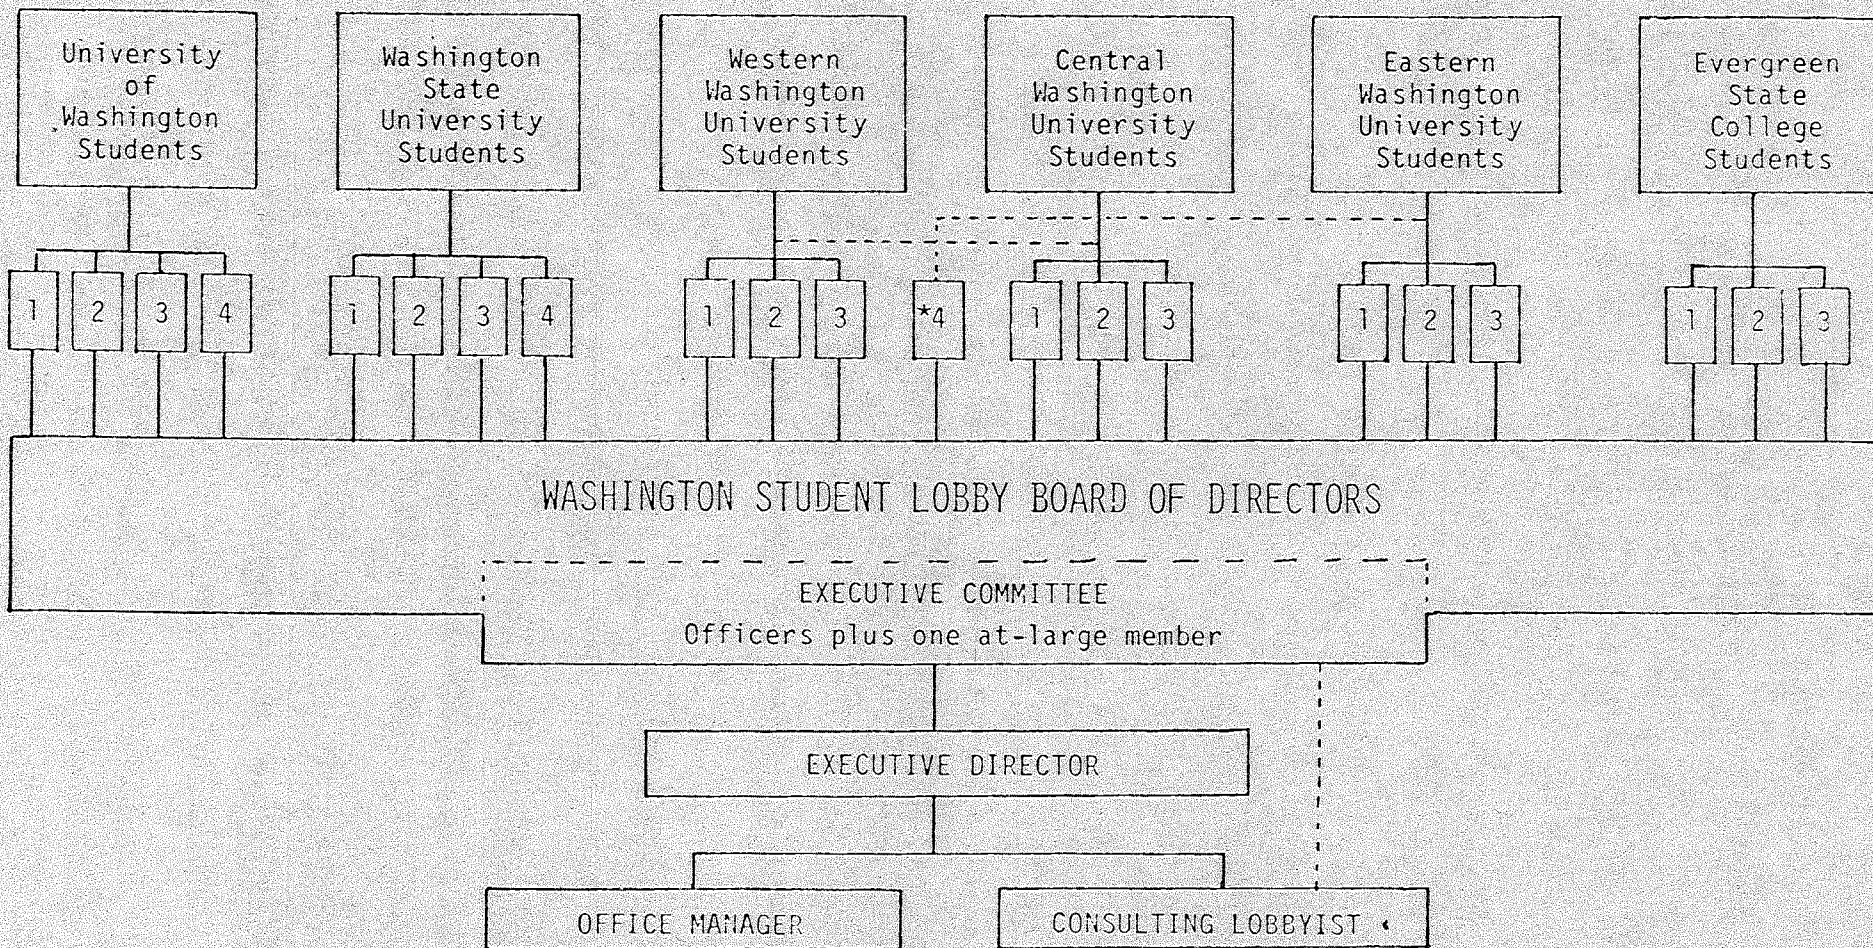 University
of
Washington
Students
Washington
State
University
Students
Western
Washington
University
Students
Central
Washington
University
Students
Eastern
Washington
University
Students
Evergreen
State
College
Students
1 2 3 4
1 2 3 4
1 2 3
*4
1 2 3
1 2 3
1 2 3
WASHINGTON STUDENT LOBBY BOARD OF DIRECTORS
EXECUTIVE COMMITTEE
Officers plus one at-large member
EXECUTIVE DIRECTOR
OFFICE MANAGER
CONSULTING LOBBYIST